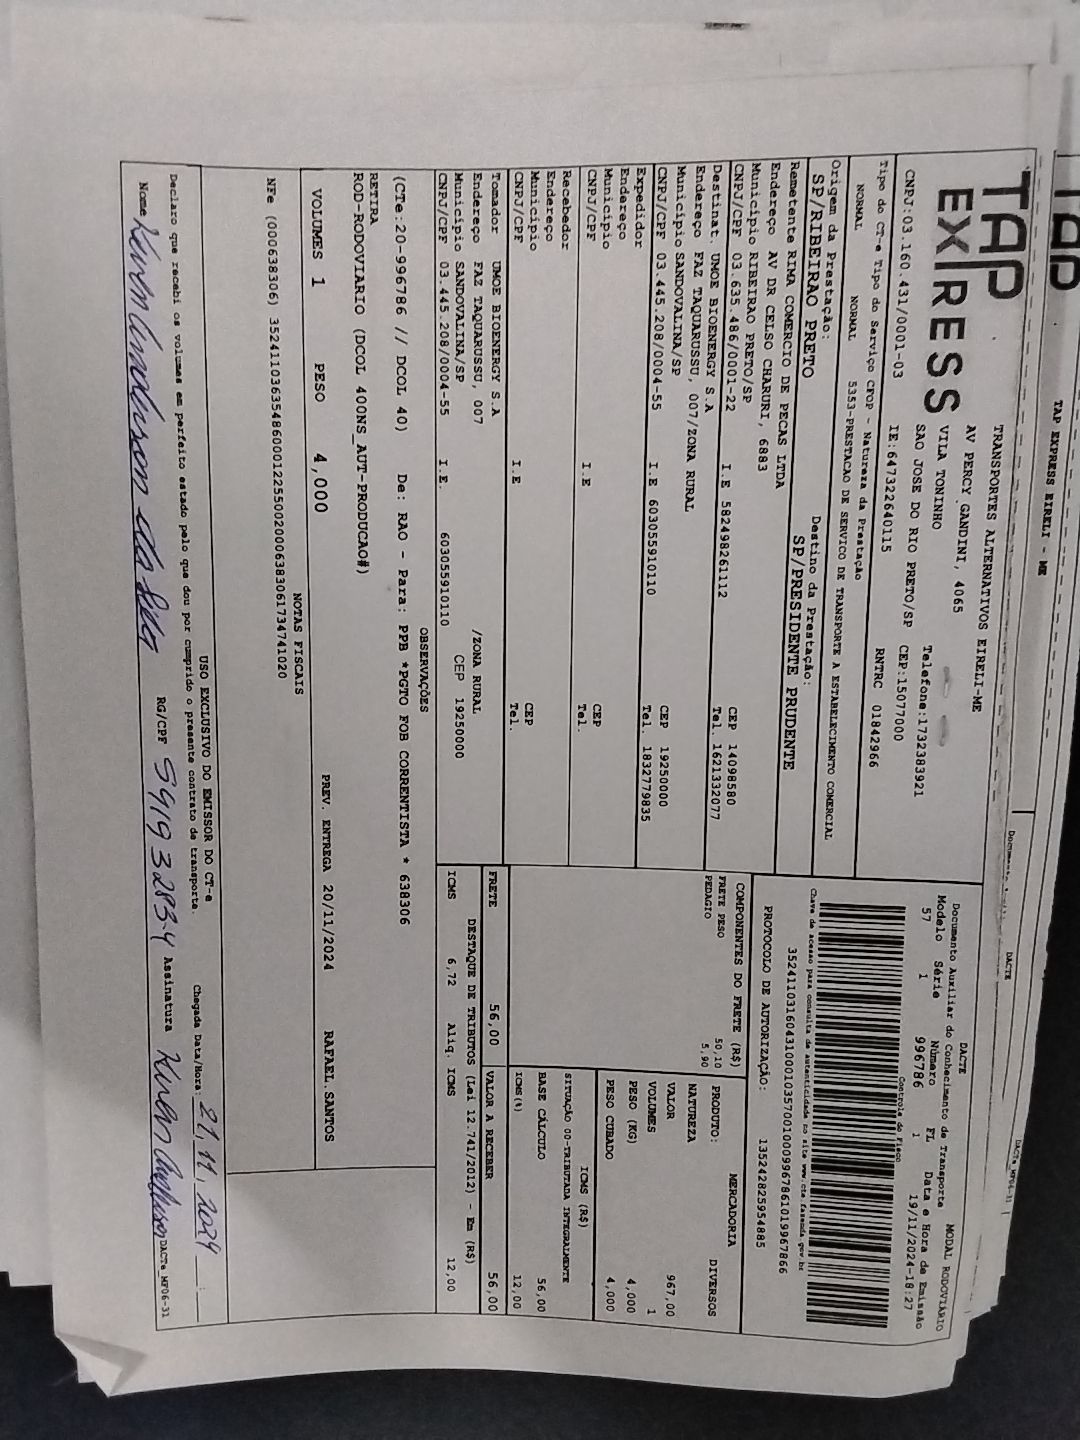 TAP EXPRESS EIRELI - ME
DACTE
DACTe_MF06-31
TAP
EXPRESS
TRANSPORTES ALTERNATIVOS EIRELI-ME
AV PERCY GANDINI, 4065
VILA TONINHO
SAO JOSE DO RIO PRETO/SP
Telefone:1732383921
CEP:15077000
CNPJ:03.160.431/0001-03
IE:647322640115
RNTRC 01842966
Tipo do CT-e Tipo do Serviço CFOP - Natureza da Prestação
NORMAL NORMAL 5353-PRESTACAO DE SERVICO DE TRANSPORTE A ESTABELECIMENTO COMERCIAL
Origem da Prestação: Destino da Prestação:
SP/RIBEIRAO PRETO SP/PRESIDENTE PRUDENTE
DACTE MODAL RODOVIÁRIO
Documento Auxiliar do Conhecimento de Transporte
Modelo Série Número FL Data e Hora de Emissão
57 1 996786 1 19/11/2024-18:27
Controle do Fisco
Chave de acesso para consulta de autenticidade no site www.cte.fazenda.gov.br
35241103160431000103570010009967861019967866
PROTOCOLO DE AUTORIZAÇÃO: 135242825954885
Remetente RIMA COMERCIO DE PECAS LTDA
Endereço AV DR CELSO CHARURI, 6883
Município RIBEIRAO PRETO/SP CEP 14098580
CNPJ/CPF 03.635.486/0001-22 I.E 582498261112 Tel. 1621332077
Destinat. UMOE BIOENERGY S.A
Endereço FAZ TAQUARUSSU, 007/ZONA RURAL
Município SANDOVALINA/SP CEP 19250000
CNPJ/CPF 03.445.208/0004-55 I.E 603055910110 Tel. 1832779835
Expedidor
Endereço
Município CEP
CNPJ/CPF I.E Tel.
Recebedor
Endereço
Município CEP
CNPJ/CPF I.E Tel.
Tomador UMOE BIOENERGY S.A
Endereço FAZ TAQUARUSSU, 007 /ZONA RURAL
Município SANDOVALINA/SP CEP 19250000
CNPJ/CPF 03.445.208/0004-55 I.E. 603055910110
COMPONENTES DO FRETE (R$)
FRETE PESO 50,10
PEDAGIO 5,90
MERCADORIA
PRODUTO: DIVERSOS
NATUREZA
VALOR 967,00
VOLUMES 1
PESO (KG) 4,000
PESO CUBADO 4,000
ICMS (R$)
SITUAÇÃO 00-TRIBUTADA INTEGRALMENTE
BASE CÁLCULO 56,00
ICMS(%) 12,00
FRETE 56,00 VALOR A RECEBER 56,00
DESTAQUE DE TRIBUTOS (Lei 12.741/2012) - Em (R$)
ICMS 6,72 Aliq. ICMS 12,00
OBSERVAÇÕES
(CTe:20-996786 // DCOL 40) De: RAO - Para: PPB *PGTO FOB CORRENTISTA * 638306
RETIRA
ROD-RODOVIARIO (DCOL 400NS_AUT-PRODUCAO#)
VOLUMES 1 PESO 4,000 PREV. ENTREGA 20/11/2024 RAFAEL.SANTOS
NOTAS FISCAIS
NFe (000638306) 35241103635486000122550020006383061734741020
USO EXCLUSIVO DO EMISSOR DO CT-e
Declaro que recebi os volumes em perfeito estado pelo que dou por cumprido o presente contrato de transporte.
Chegada Data/Hora: 21, 11, 2024 :
Nome da Silva RG/CPF Assinatura DACTe_MF06-31